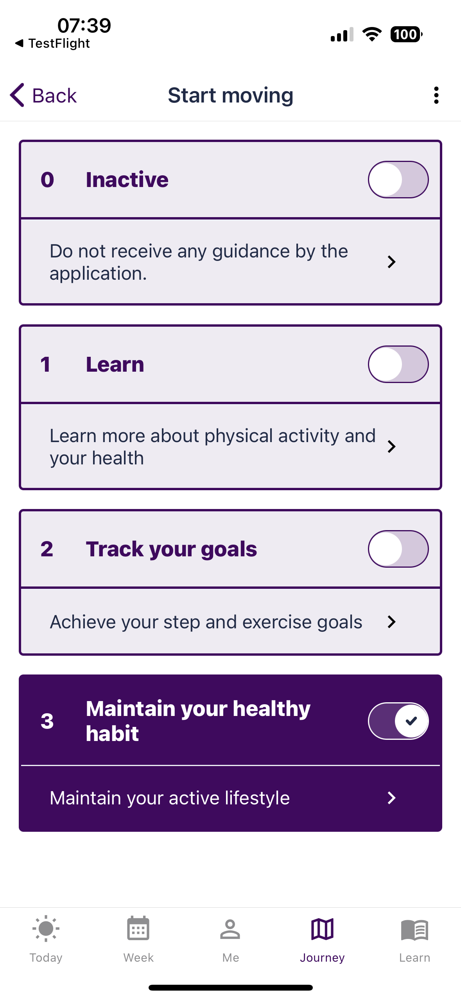 07:39
◀ TestFlight
100
Back
Start moving
0 Inactive
Do not receive any guidance by the
application.
1 Learn
Learn more about physical activity and
your health
2 Track your goals
Achieve your step and exercise goals
3 Maintain your healthy
habit
Maintain your active lifestyle
Today Week Me Journey Learn